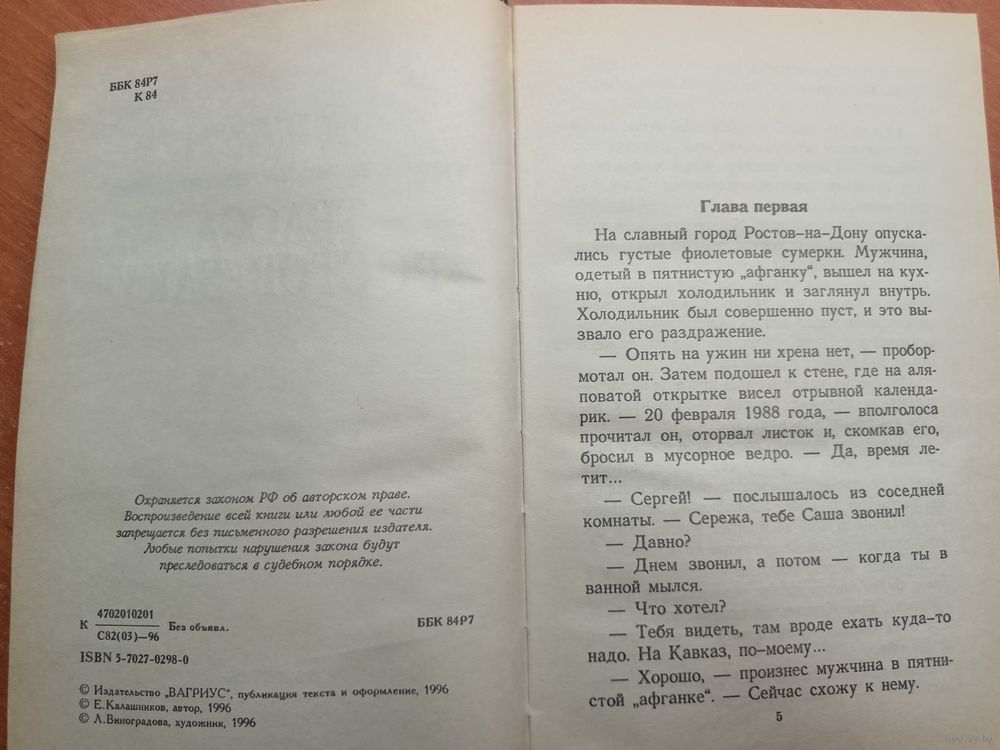 ББК 84Р7
К 84
Охраняется законом РФ об авторском праве.
Воспроизведение всей книги или любой ее части
запрещается без письменного разрешения издателя.
Любые попытки нарушения закона будут
преследоваться в судебном порядке.
4702010201
К ————— Без объявл.
С82(03)—96
ББК 84Р7
ISBN 5-7027-0298-0
© Издательство „ВАГРИУС“, публикация текста и оформление, 1996
© Е.Калашников, автор, 1996
© Л.Виноградова, художник, 1996
Глава первая
На славный город Ростов-на-Дону опуска-
лись густые фиолетовые сумерки. Мужчина,
одетый в пятнистую „афганку“, вышел на кух-
ню, открыл холодильник и заглянул внутрь.
Холодильник был совершенно пуст, и это вы-
звало его раздражение.
— Опять на ужин ни хрена нет, — пробор-
мотал он. Затем подошел к стене, где на аля-
поватой открытке висел отрывной календа-
рик. — 20 февраля 1988 года, — вполголоса
прочитал он, оторвал листок и, скомкав его,
бросил в мусорное ведро. — Да, время ле-
тит...
— Сергей! — послышалось из соседней
комнаты. — Сережа, тебе Саша звонил!
— Давно?
— Днем звонил, а потом — когда ты в
ванной мылся.
— Что хотел?
— Тебя видеть, там вроде ехать куда-то
надо. На Кавказ, по-моему...
— Хорошо, — произнес мужчина в пятни-
стой „афганке“. — Сейчас схожу к нему.
5